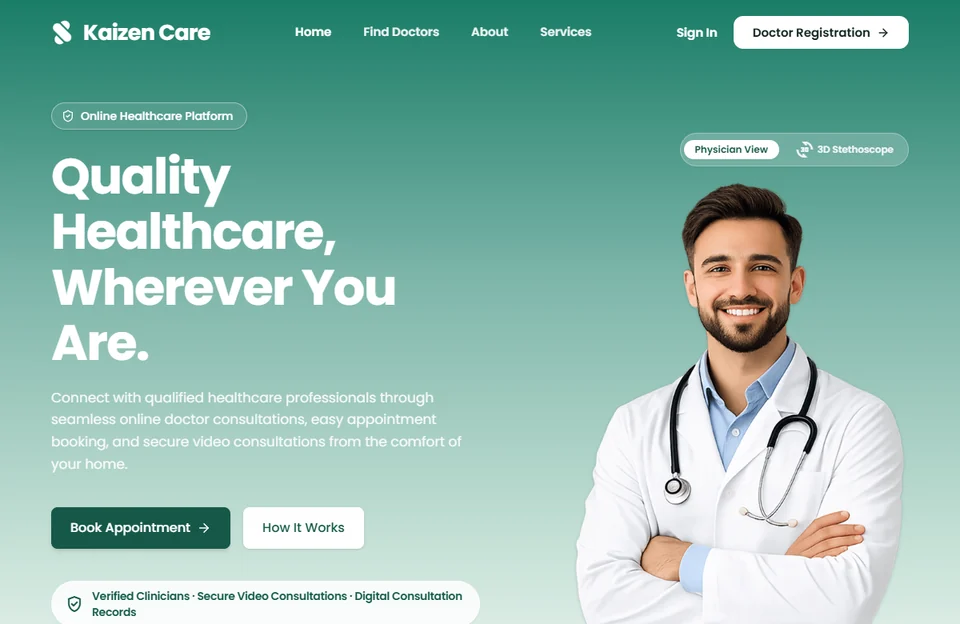 Kaizen Care
Home
Find Doctors
About
Services
Sign In
Doctor Registration
Online Healthcare Platform
Physician View
3D
3D Stethoscope
Quality
Healthcare,
Wherever You
Are.
Connect with qualified healthcare professionals through
seamless online doctor consultations, easy appointment
booking, and secure video consultations from the comfort of
your home.
Book Appointment
How It Works
Verified Clinicians · Secure Video Consultations · Digital Consultation
Records